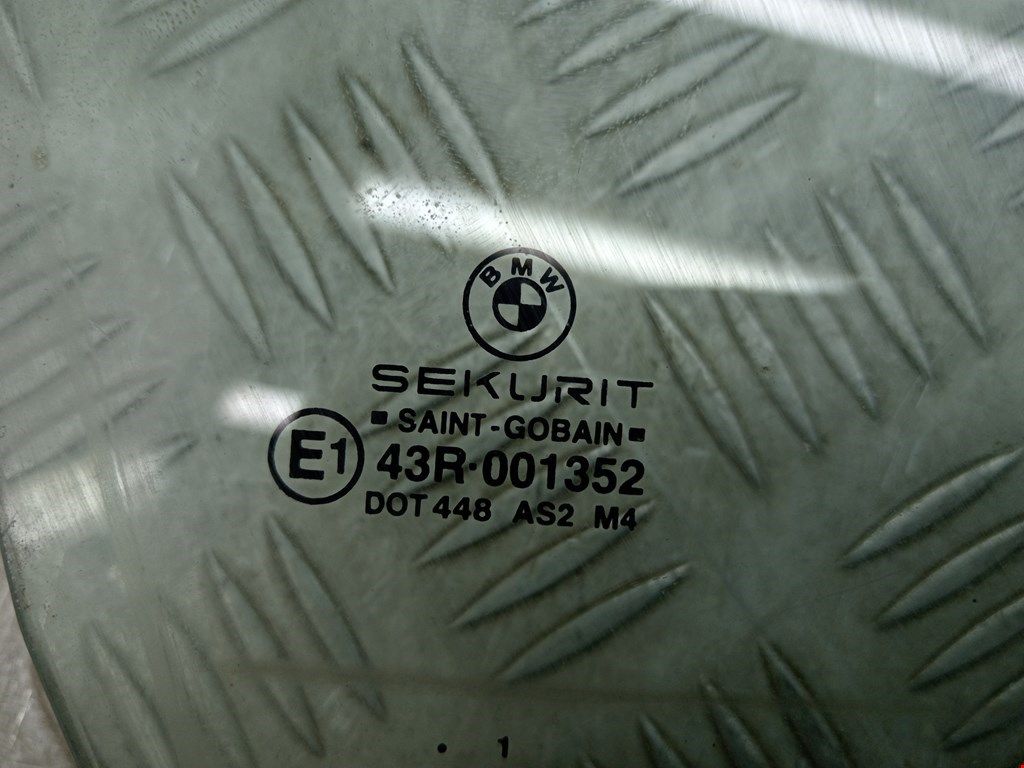 BMW
SEKURIT
SAINT-GOBAIN
E1 43R·001352
DOT 448 AS2 M4
. 1